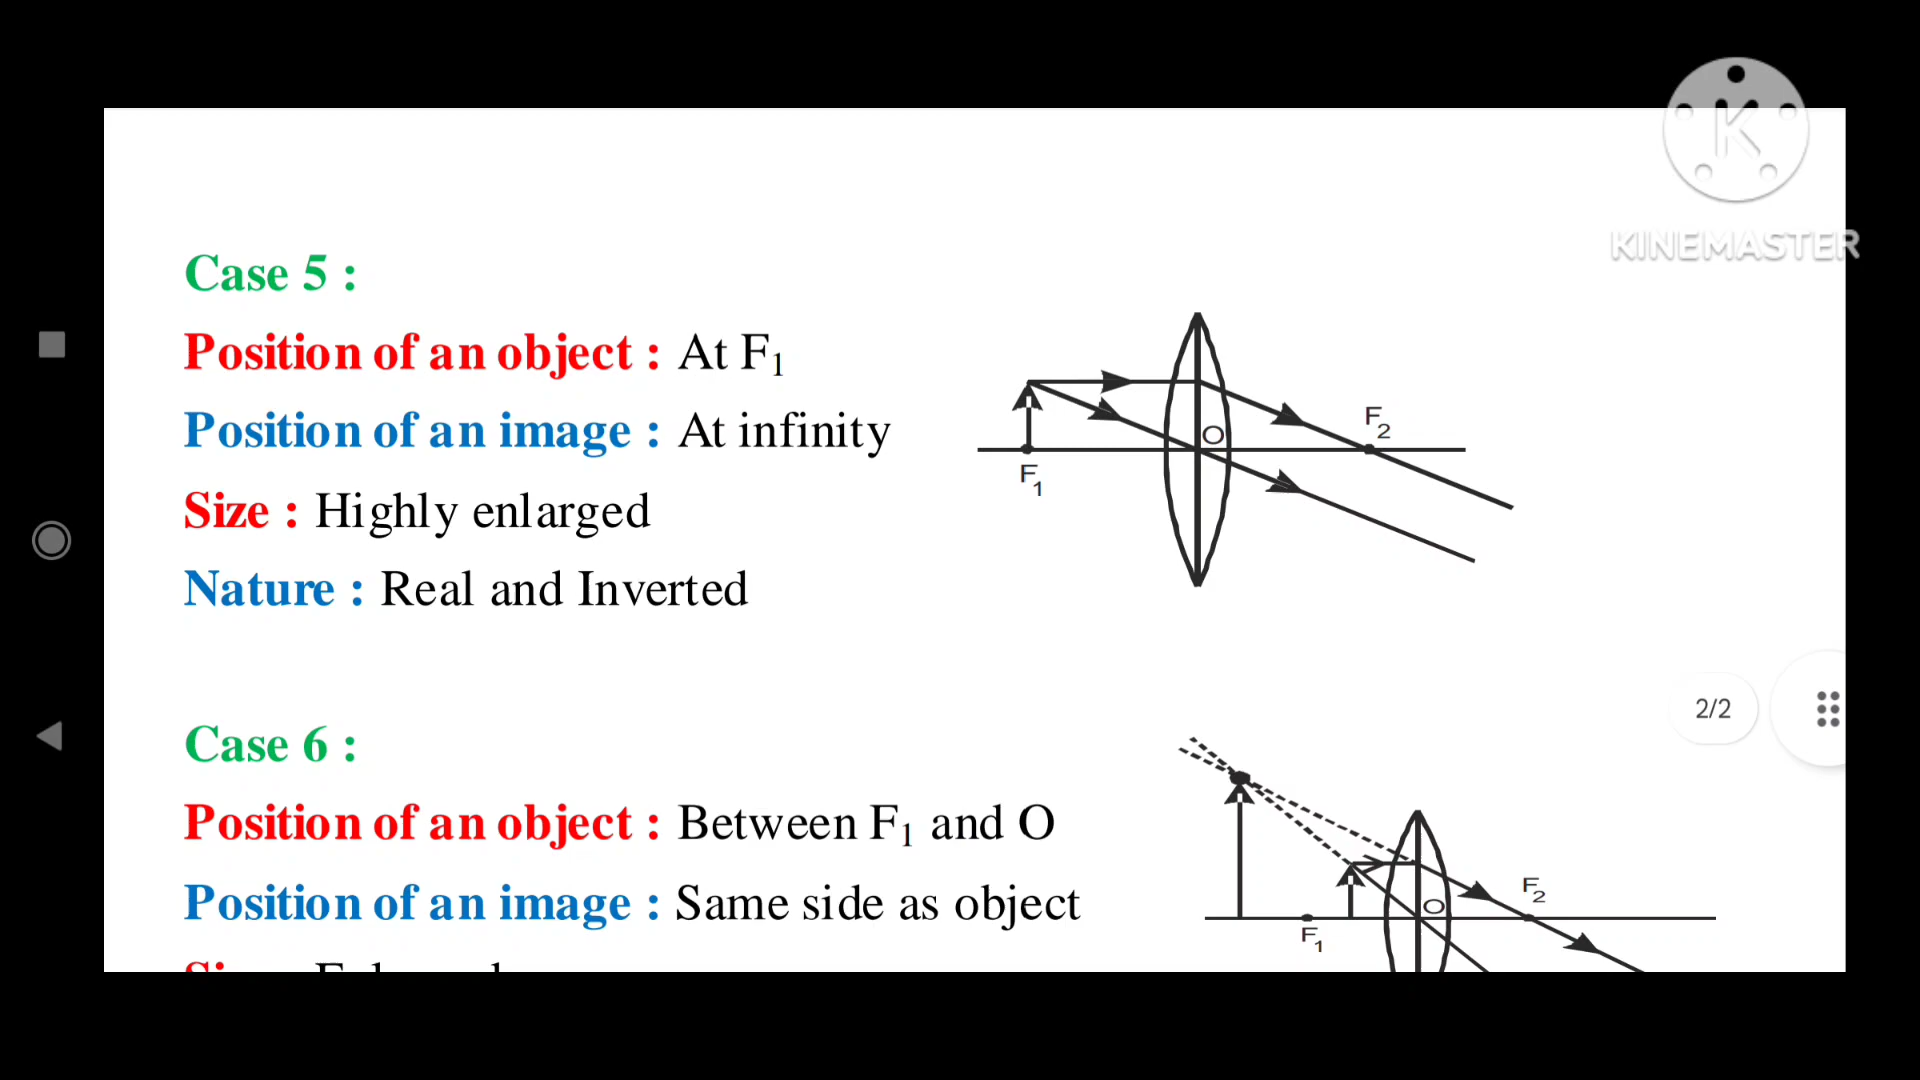 K
KINEMASTER
Case 5 :
Position of an object : At F₁
Position of an image : At infinity
Size : Highly enlarged
Nature : Real and Inverted
F₂
O
F₁
2/2
Case 6 :
Position of an object : Between F₁ and O
Position of an image : Same side as object
F₂
O
F₁